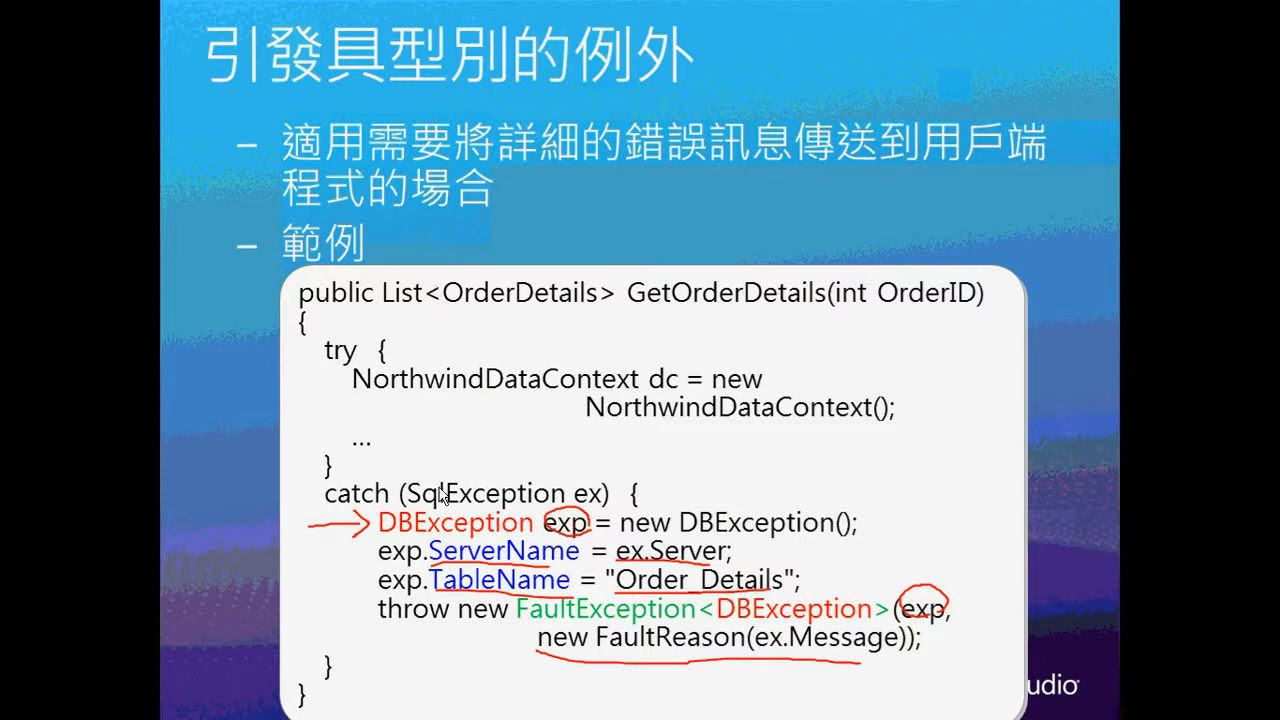 引發具型別的例外
– 適用需要將詳細的錯誤訊息傳送到用戶端
程式的場合
– 範例
public List<OrderDetails> GetOrderDetails(int OrderID)
{
try {
NorthwindDataContext dc = new
NorthwindDataContext();
...
}
catch (SqlException ex) {
DBException exp = new DBException();
exp.ServerName = ex.Server;
exp.TableName = "Order_Details";
throw new FaultException<DBException>(exp,
new FaultReason(ex.Message));
}
udio
}